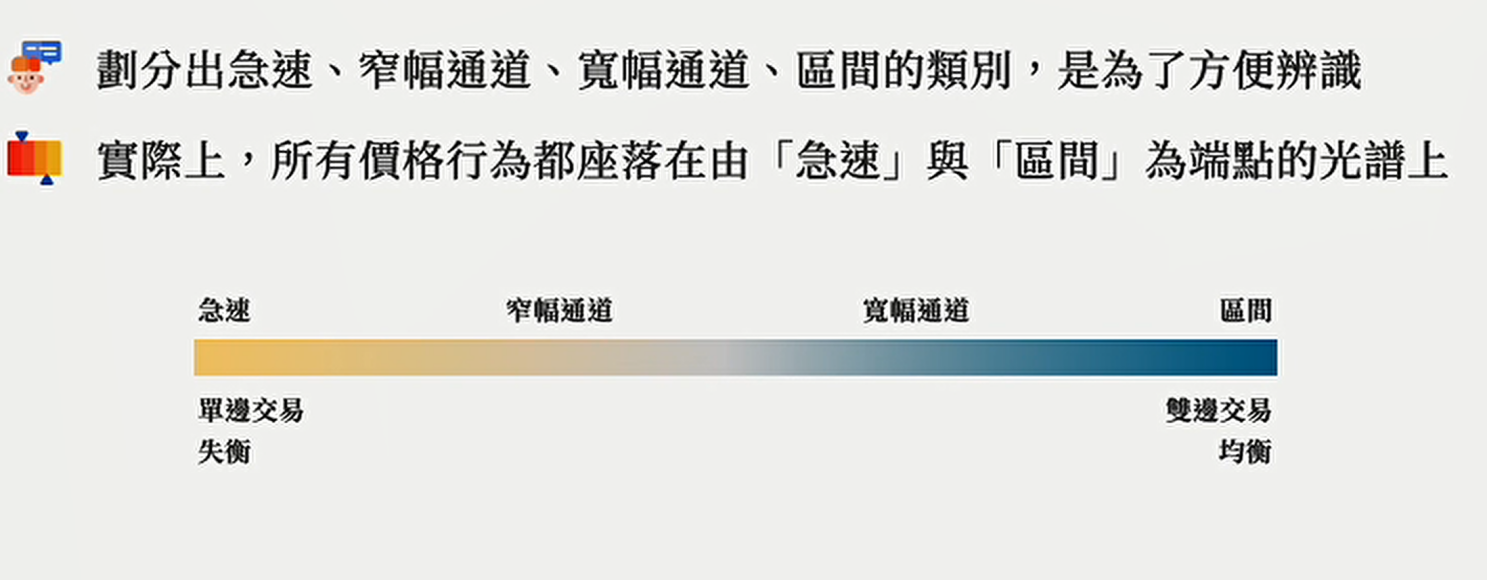 劃分出急速、窄幅通道、寬幅通道、區間的類別，是為了方便辨識
實際上，所有價格行為都座落在由「急速」與「區間」為端點的光譜上
急速 窄幅通道 寬幅通道 區間
單邊交易 雙邊交易
失衡 均衡